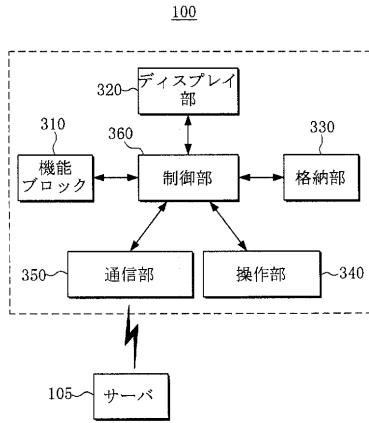 100
320
ディスプレイ
部
310
360
330
機能
ブロック
制御部
格納部
350
通信部
操作部
340
105
サーバ